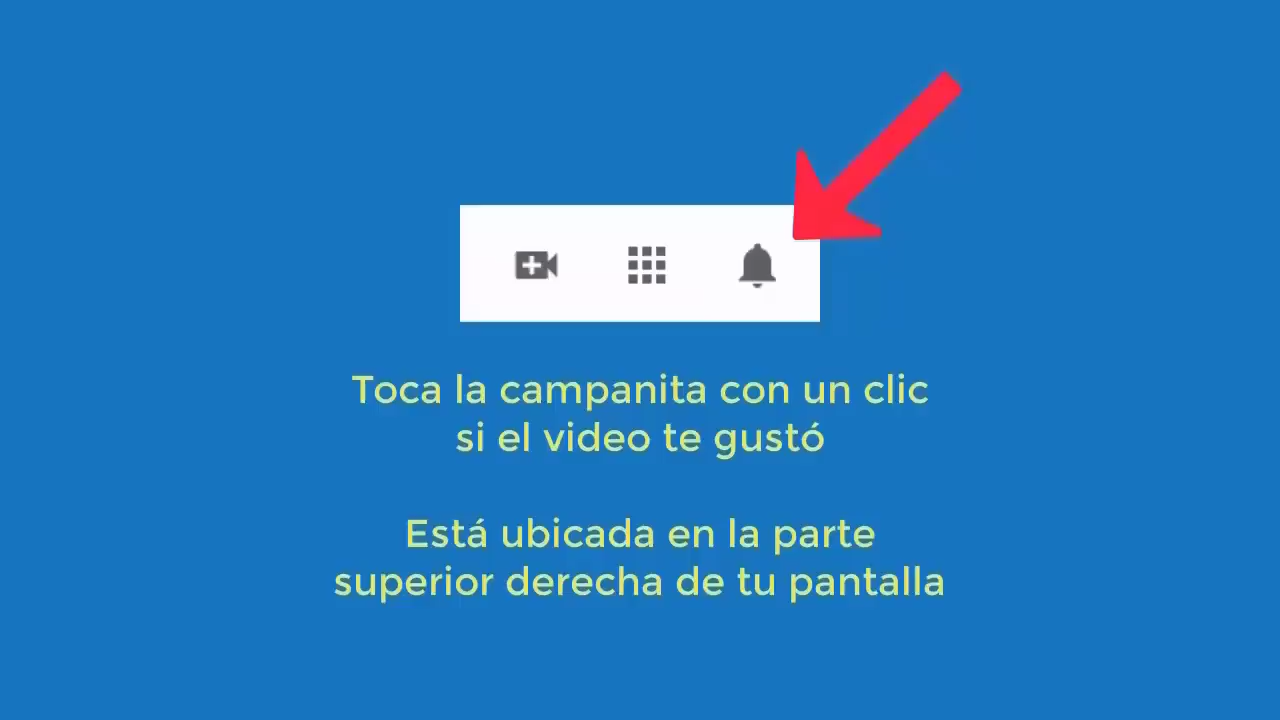 Toca la campanita con un clic
si el video te gustó
Está ubicada en la parte
superior derecha de tu pantalla